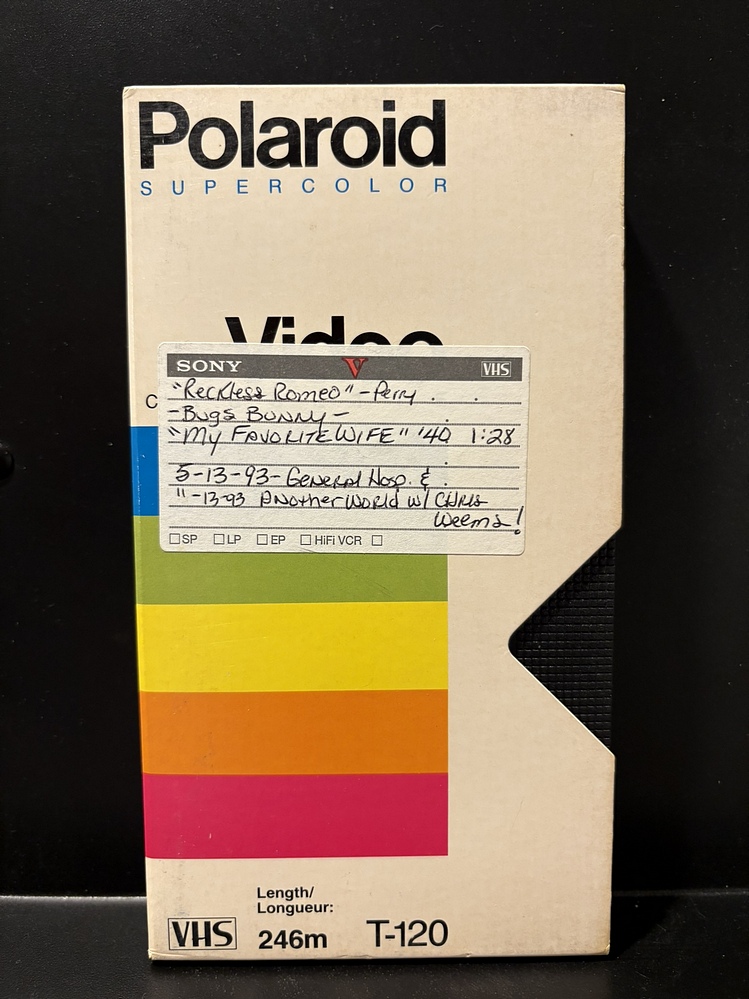 Polaroid
SUPERCOLOR
Video
SONY V VHS
"Reckless Romeo" - Perry
C
- Bugs Bunny -
"My Favorite Wife" '40 1:28
5-13-93 - General Hosp. &
" -13-93 Another World w/ Chris
Weems!
SP LP EP HiFi VCR
Length/
Longueur:
VHS 246m T-120